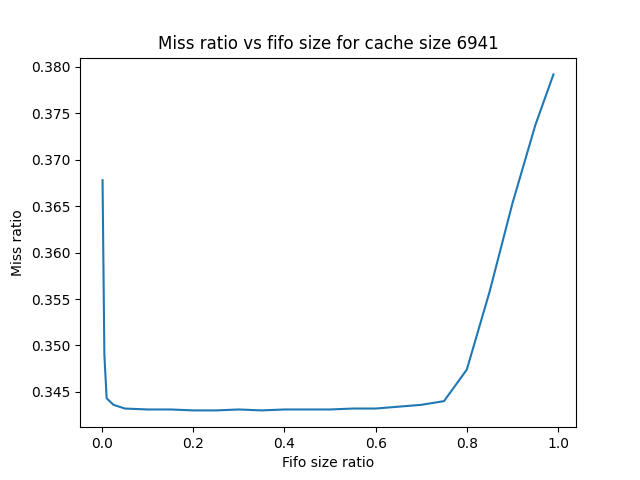 Miss ratio vs fifo size for cache size 6941
0.380
0.375
0.370
0.365
0.360
0.355
0.350
0.345
Miss ratio
0.0 0.2 0.4 0.6 0.8 1.0
Fifo size ratio